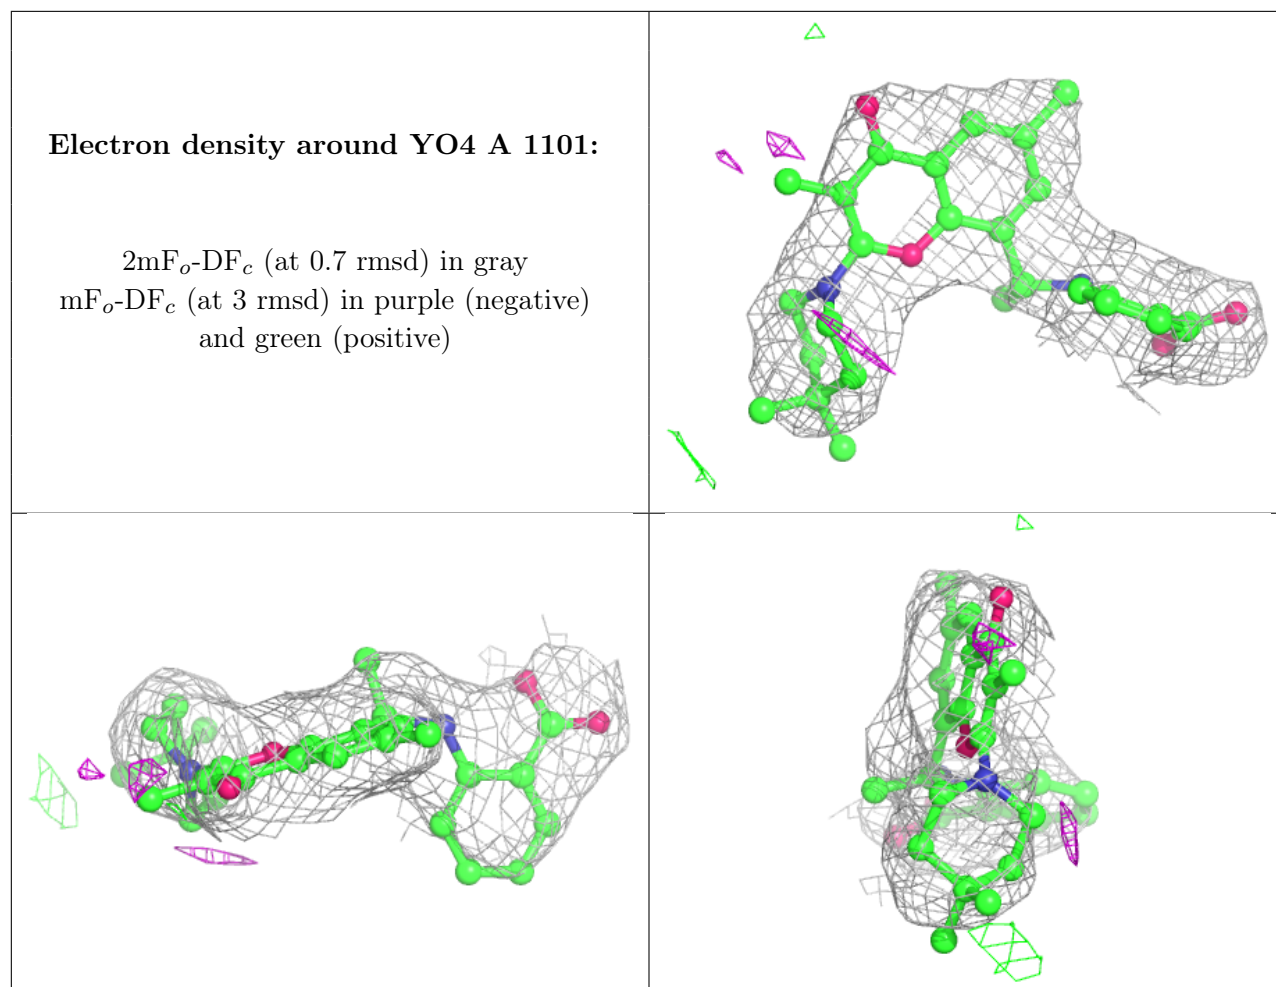 Electron density around YO4 A 1101:
2mFo-DFc (at 0.7 rmsd) in gray
mFo-DFc (at 3 rmsd) in purple (negative)
and green (positive)